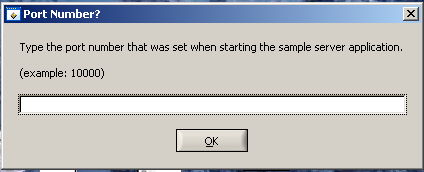 Port Number?
Type the port number that was set when starting the sample server application.
(example: 10000)
OK